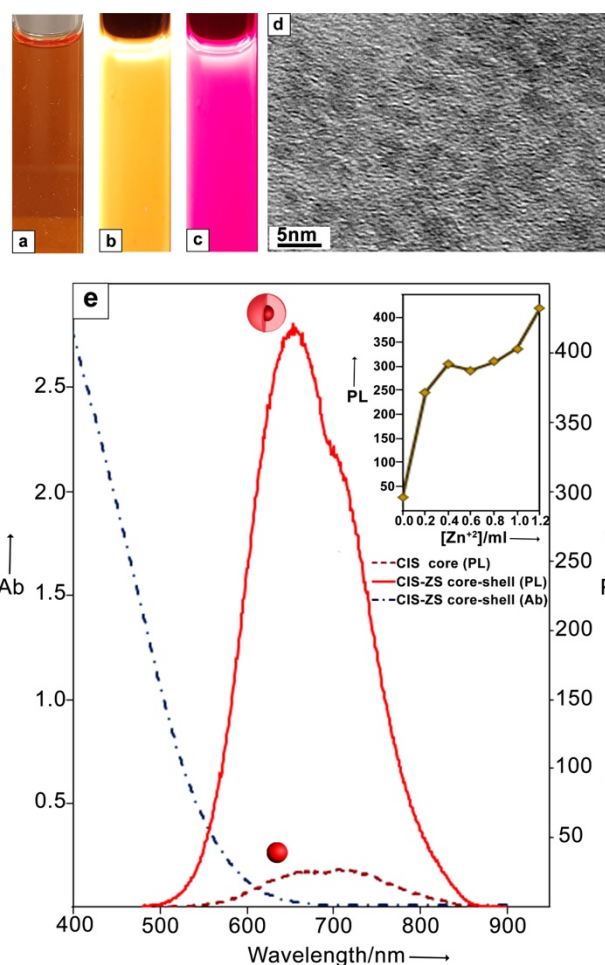 a
b
c
d
5nm
e
PL
400
350
300
250
200
150
100
50
0.0 0.2 0.4 0.6 0.8 1.0 1.2
[Zn⁺²]/ml
CIS core (PL)
CIS-ZS core-shell (PL)
CIS-ZS core-shell (Ab)
Ab
2.5
2.0
1.5
1.0
0.5
400
350
300
250
200
150
100
50
400 500 600 700 800 900
Wavelength/nm